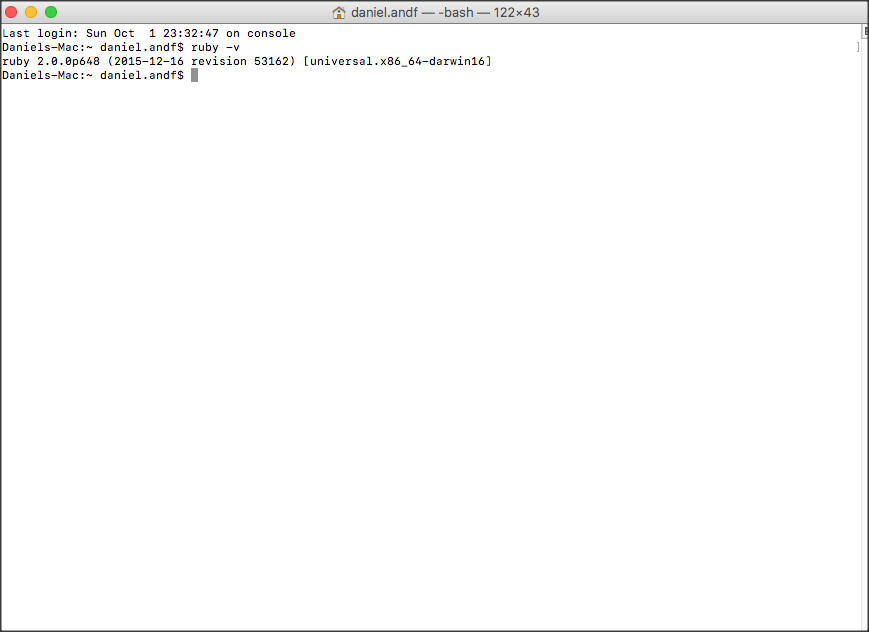 daniel.andf — -bash — 122×43
Last login: Sun Oct  1 23:32:47 on console
Daniels-Mac:~ daniel.andf$ ruby -v
ruby 2.0.0p648 (2015-12-16 revision 53162) [universal.x86_64-darwin16]
Daniels-Mac:~ daniel.andf$